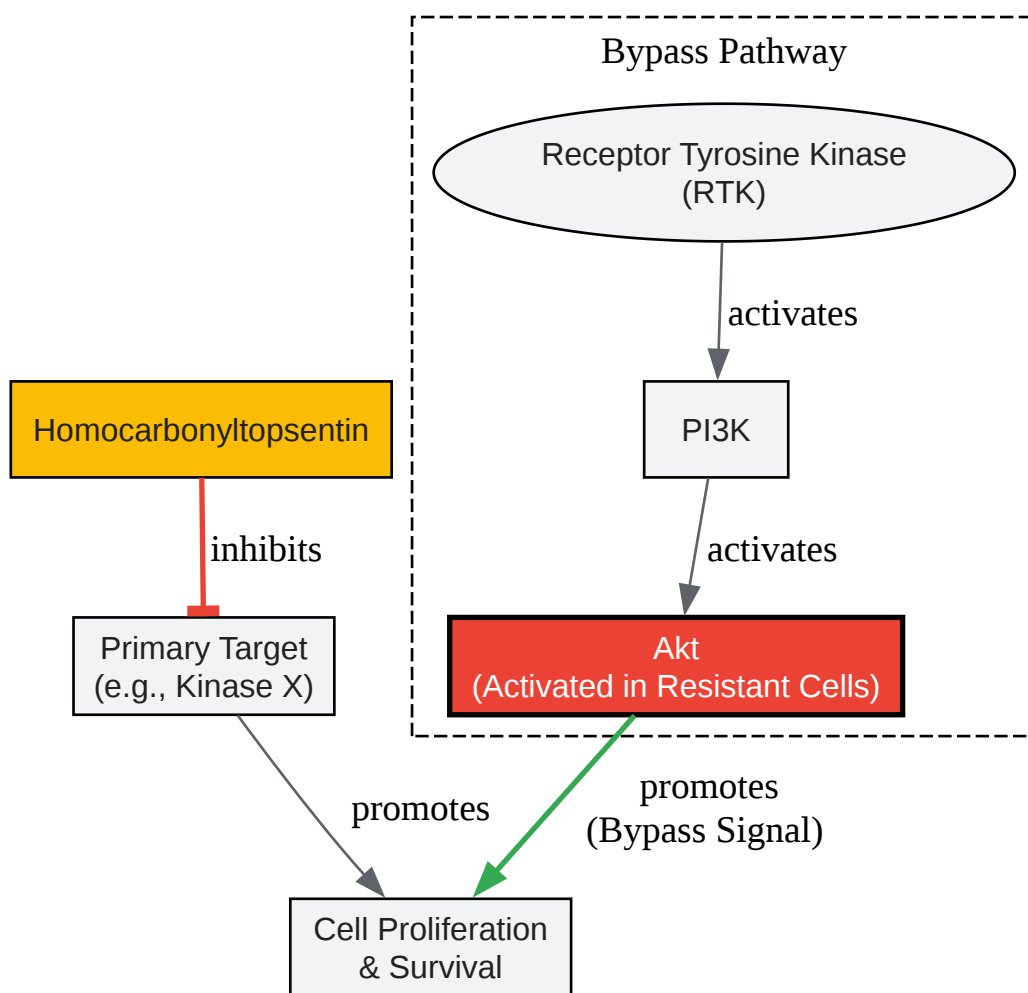 Bypass Pathway
Receptor Tyrosine Kinase
(RTK)
activates
Homocarbonyltopsentin
PI3K
inhibits
activates
Primary Target
(e.g., Kinase X)
Akt
(Activated in Resistant Cells)
promotes
promotes
(Bypass Signal)
Cell Proliferation
& Survival